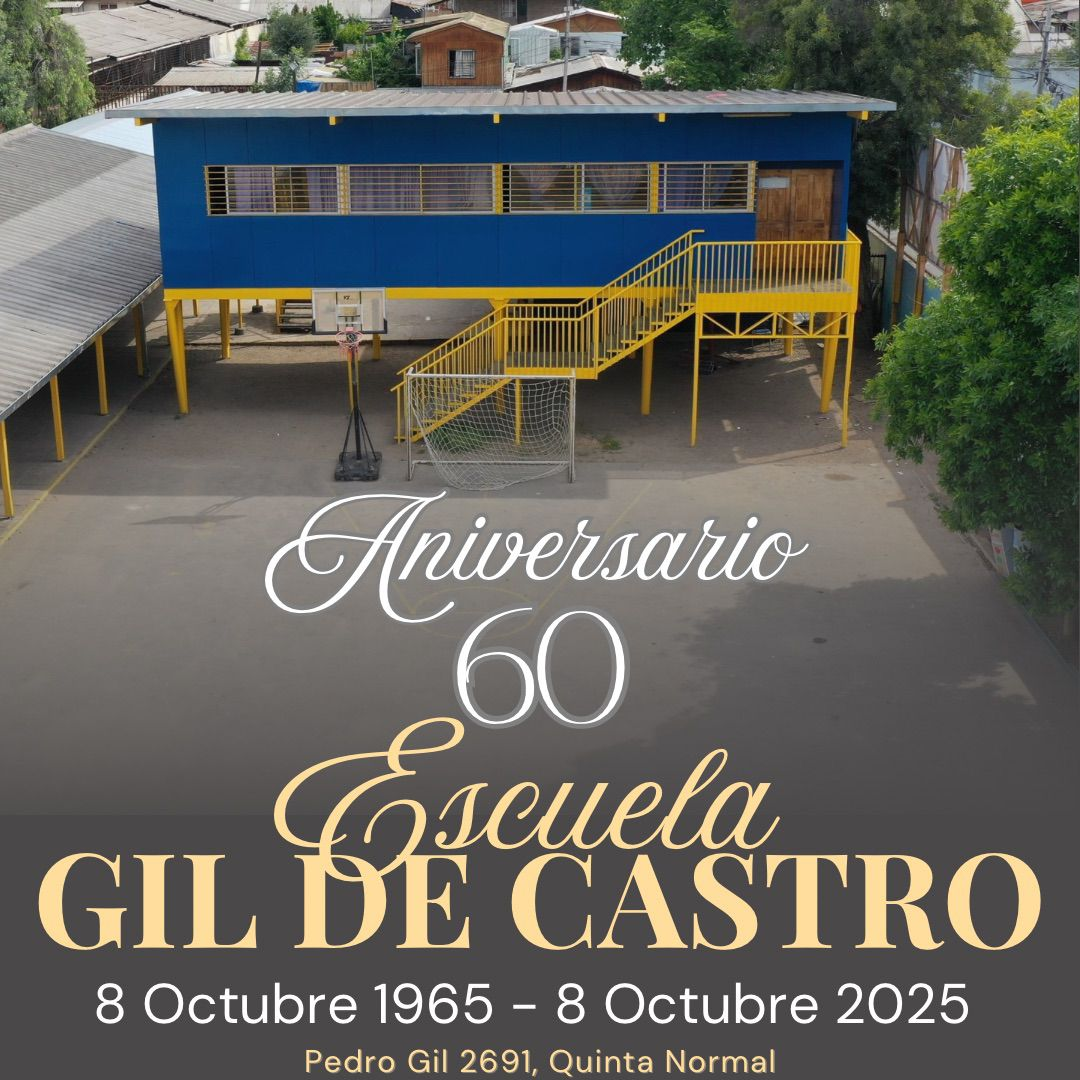 Aniversario
60
Escuela
GIL DE CASTRO
8 Octubre 1965 - 8 Octubre 2025
Pedro Gil 2691, Quinta Normal